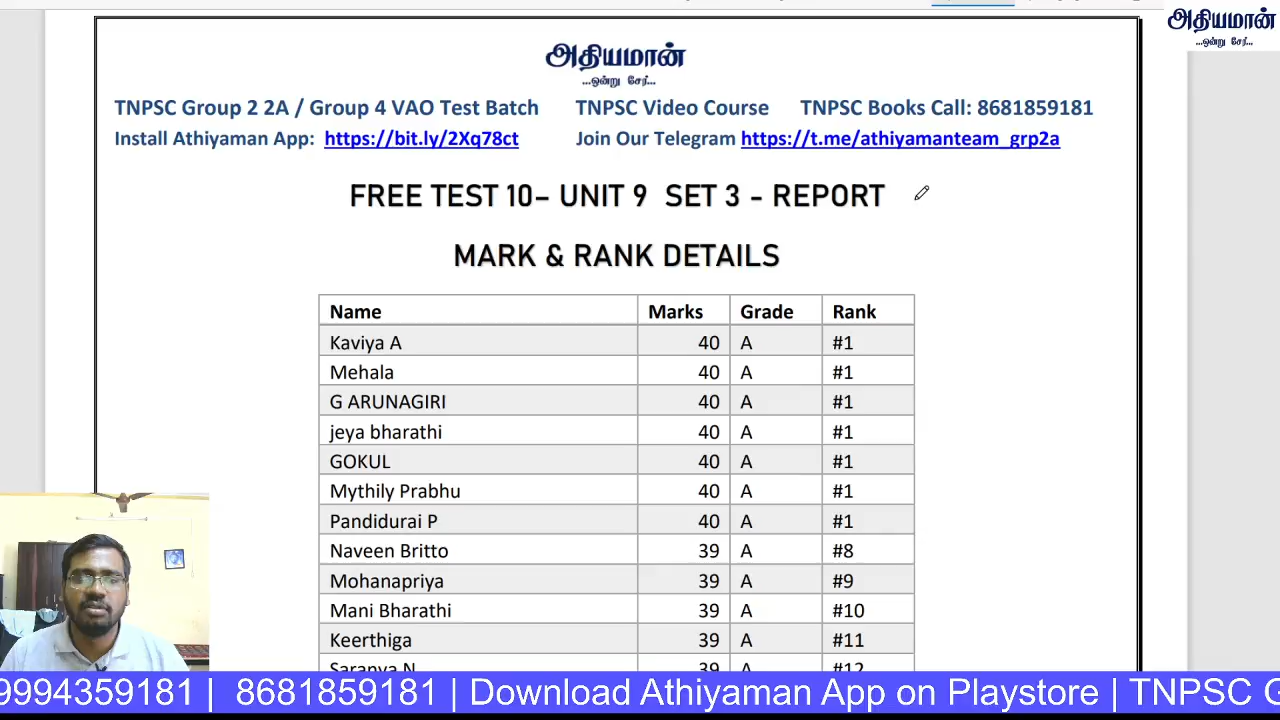 அதியமான்
...ஒன்று சேர்...
அதியமான்
...ஒன்று சேர்...
TNPSC Group 2 2A / Group 4 VAO Test Batch TNPSC Video Course TNPSC Books Call: 8681859181
Install Athiyaman App: https://bit.ly/2Xq78ct Join Our Telegram https://t.me/athiyamanteam_grp2a
FREE TEST 10– UNIT 9 SET 3 - REPORT
MARK & RANK DETAILS
Name Marks Grade Rank
Kaviya A 40 A #1
Mehala 40 A #1
G ARUNAGIRI 40 A #1
jeya bharathi 40 A #1
GOKUL 40 A #1
Mythily Prabhu 40 A #1
Pandidurai P 40 A #1
Naveen Britto 39 A #8
Mohanapriya 39 A #9
Mani Bharathi 39 A #10
Keerthiga 39 A #11
Saranya N 39 A #12
9994359181 | 8681859181 | Download Athiyaman App on Playstore | TNPSC G